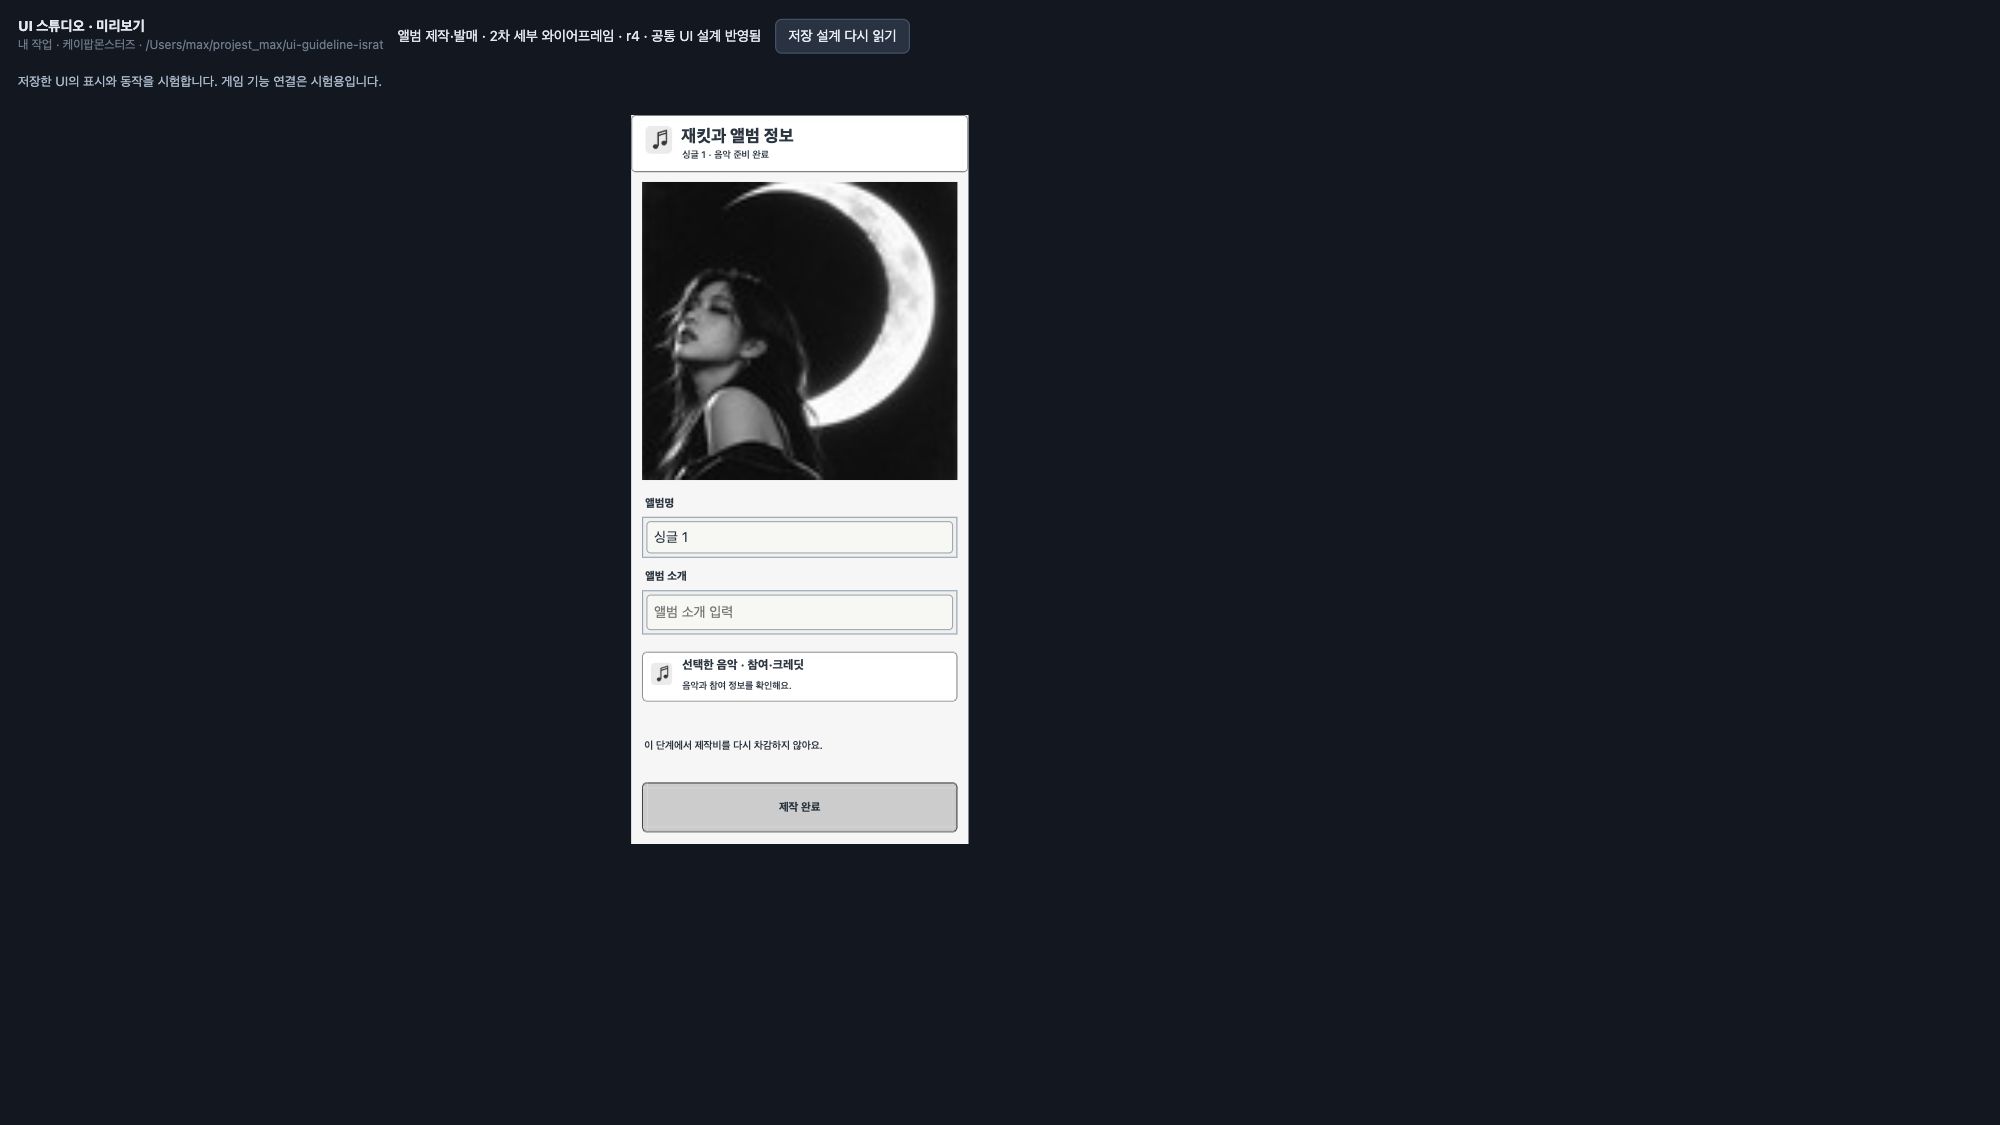 UI 스튜디오 · 미리보기
내 작업 · 케이팝몬스터즈 · /Users/max/projest_max/ui-guideline-israt
앨범 제작·발매 · 2차 세부 와이어프레임 · r4 · 공통 UI 설계 반영됨
저장 설계 다시 읽기
저장한 UI의 표시와 동작을 시험합니다. 게임 기능 연결은 시험용입니다.
재킷과 앨범 정보
싱글 1 · 음악 준비 완료
앨범명
싱글 1
앨범 소개
앨범 소개 입력
선택한 음악 · 참여·크레딧
음악과 참여 정보를 확인해요.
이 단계에서 제작비를 다시 차감하지 않아요.
제작 완료